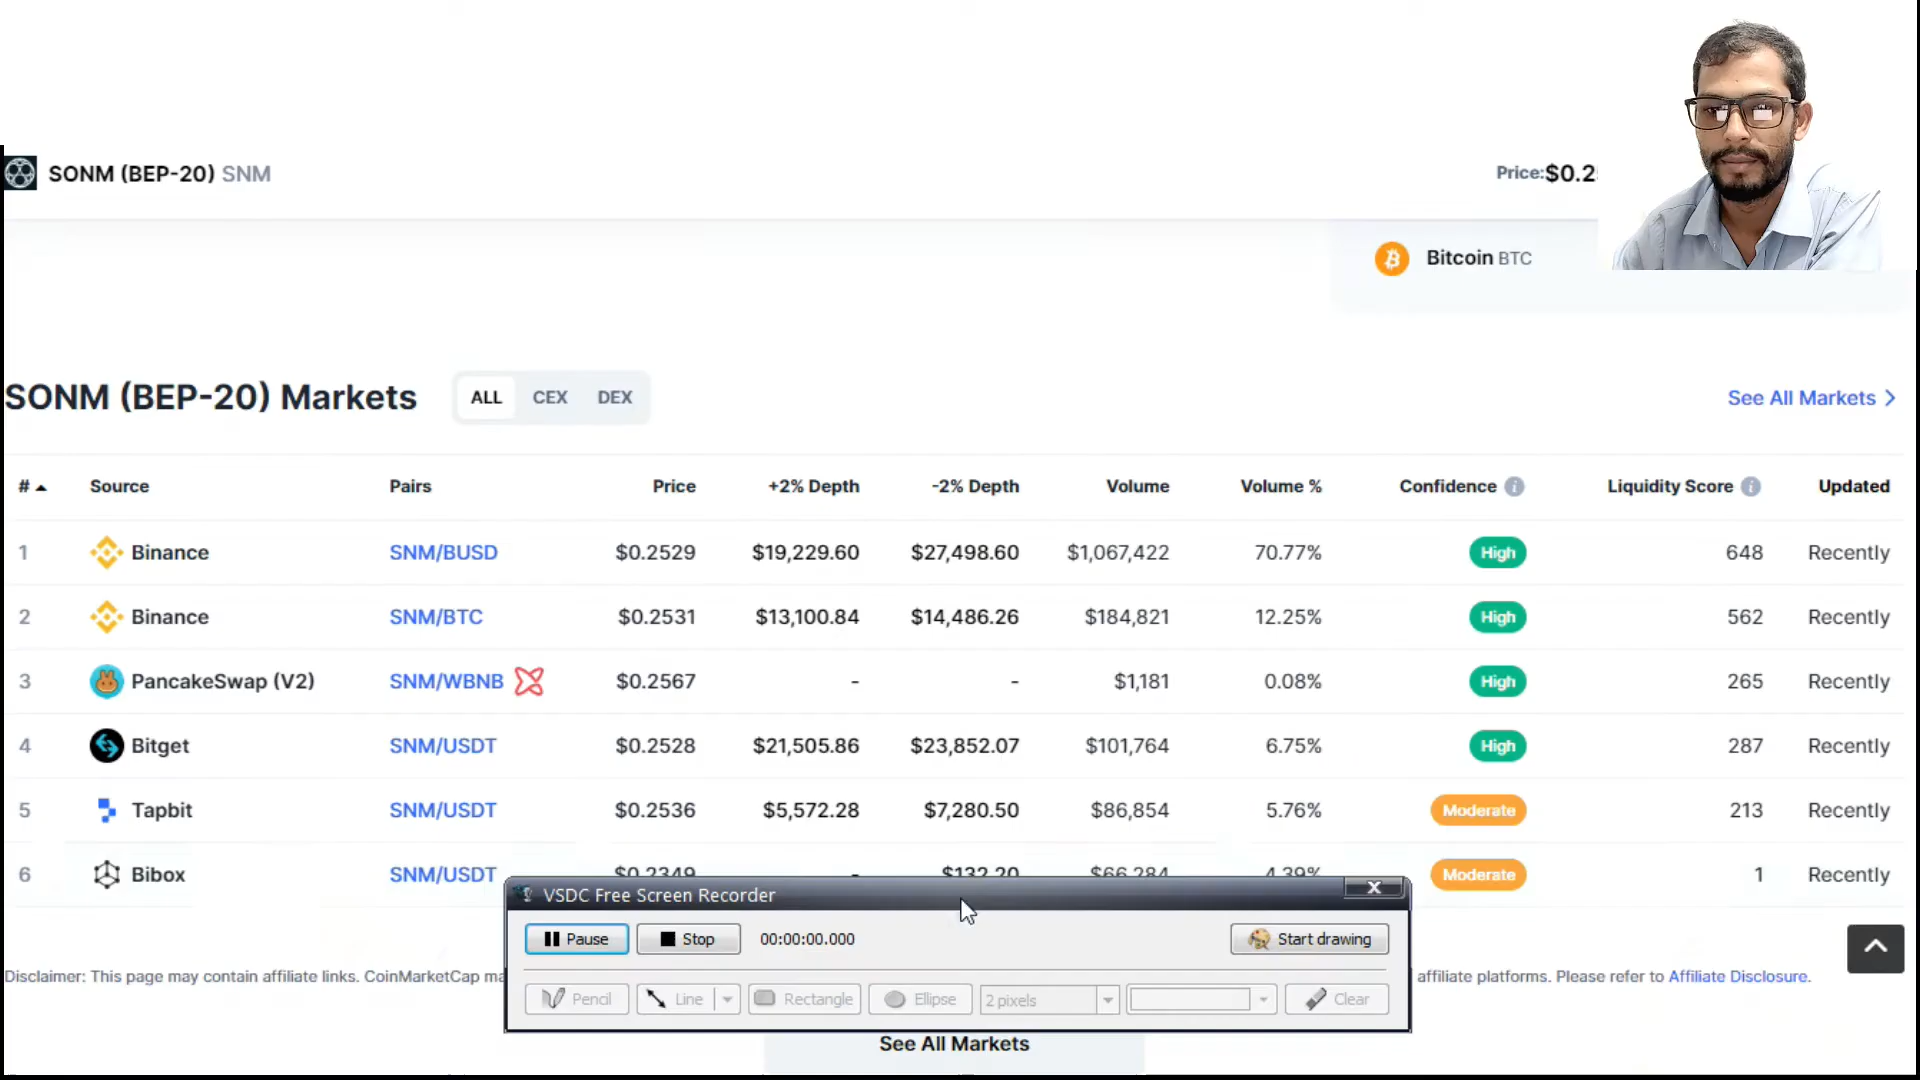 SONM (BEP-20) SNM
Price:$0.2
Bitcoin BTC
SONM (BEP-20) Markets ALL CEX DEX See All Markets
# Source Pairs Price +2% Depth -2% Depth Volume Volume % Confidence Liquidity Score Updated
1 Binance SNM/BUSD $0.2529 $19,229.60 $27,498.60 $1,067,422 70.77% High 648 Recently
2 Binance SNM/BTC $0.2531 $13,100.84 $14,486.26 $184,821 12.25% High 562 Recently
3 PancakeSwap (V2) SNM/WBNB $0.2567 - - $1,181 0.08% High 265 Recently
4 Bitget SNM/USDT $0.2528 $21,505.86 $23,852.07 $101,764 6.75% High 287 Recently
5 Tapbit SNM/USDT $0.2536 $5,572.28 $7,280.50 $86,854 5.76% Moderate 213 Recently
6 Bibox SNM/USDT $0.2349 - $132.20 $66,284 4.39% Moderate 1 Recently
VSDC Free Screen Recorder X
Pause Stop 00:00:00.000 Start drawing
Disclaimer: This page may contain affiliate links. CoinMarketCap affiliate platforms. Please refer to Affiliate Disclosure.
Pencil Line Rectangle Ellipse 2 pixels Clear
See All Markets